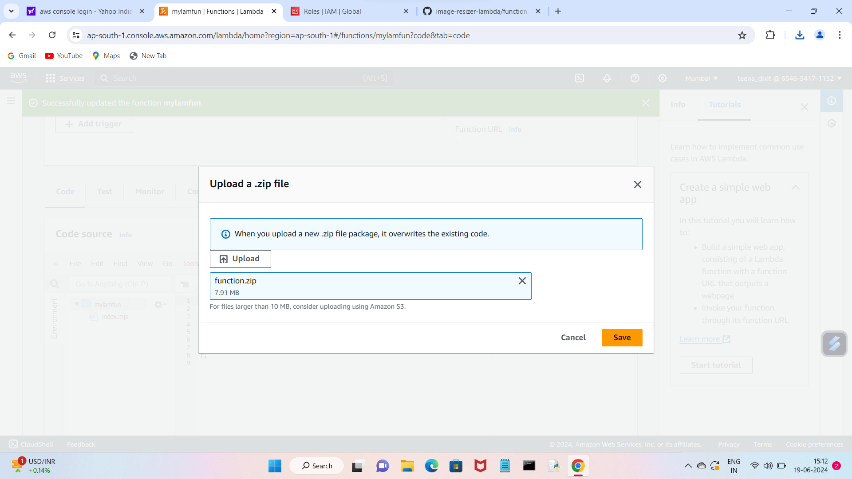 aws console login - Yahoo Indi
mylamfun | Functions | Lambda
Roles | IAM | Global
image-resizer-lambda/function
ap-south-1.console.aws.amazon.com/lambda/home?region=ap-south-1#/functions/mylamfun?code&tab=code
Gmail YouTube Maps New Tab
aws Services Search [Alt+S] Mumbai
Successfully updated the function mylamfun.
Info Tutorials
+ Add trigger
Function URL Info
Learn how to implement common use cases in AWS Lambda.
Code Test Monitor
Create a simple web app
In this tutorial you will learn how to:
Code source Info
Build a simple web app, consisting of a Lambda function with a function URL that outputs a webpage
Invoke your function through its function URL
Learn more
Start tutorial
Environment
Upload a .zip file
When you upload a new .zip file package, it overwrites the existing code.
Upload
function.zip
7.91 MB
For files larger than 10 MB, consider uploading using Amazon S3.
Cancel Save
CloudShell Feedback © 2024, Amazon Web Services, Inc. or its affiliates. Privacy Terms Cookie preferences
1
USD/INR
+0.14%
Search
ENG
IN
15:12
19-06-2024
2